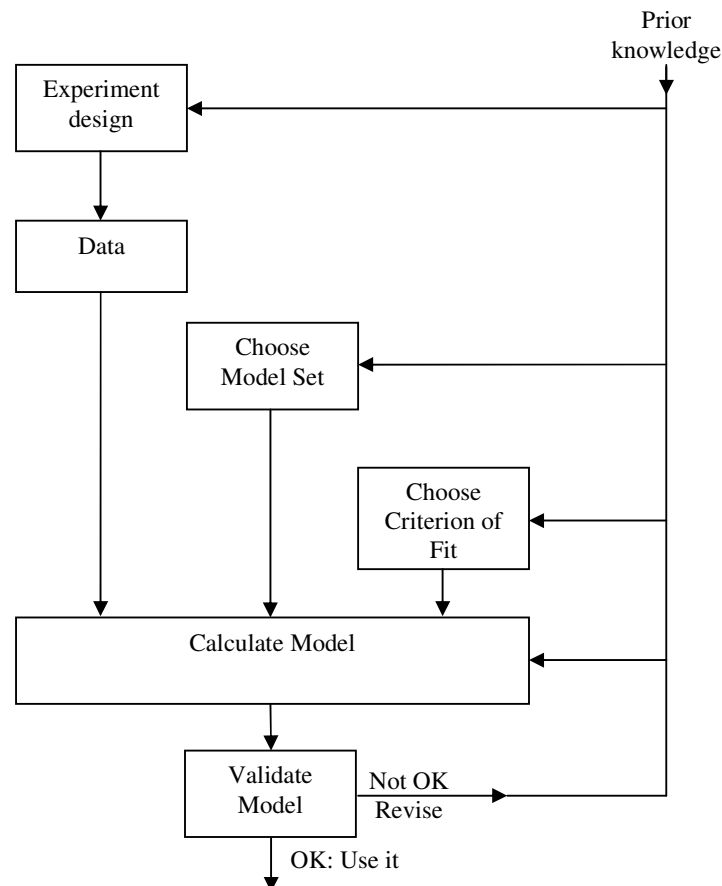 Prior
knowledge
Experiment
design
Data
Choose
Model Set
Choose
Criterion of
Fit
Calculate Model
Validate
Model
Not OK
Revise
OK: Use it